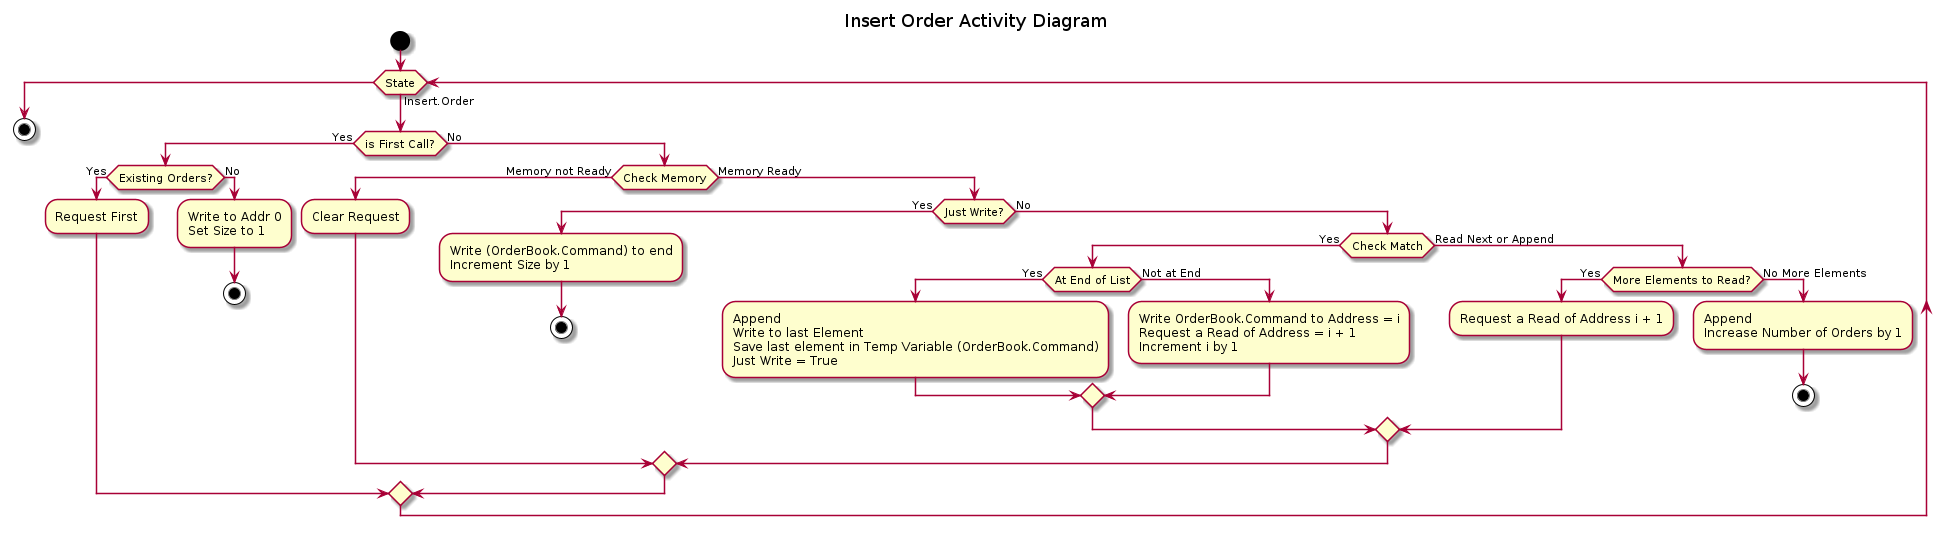 Insert Order Activity Diagram
State
Insert.Order
Yes
is First Call?
No
Yes
Existing Orders?
No
Memory not Ready
Check Memory
Memory Ready
Request First
Write to Addr 0
Set Size to 1
Clear Request
Yes
Just Write?
No
Write (OrderBook.Command) to end
Increment Size by 1
Yes
Check Match
Read Next or Append
Yes
At End of List
Not at End
Yes
More Elements to Read?
No More Elements
Append
Write to last Element
Save last element in Temp Variable (OrderBook.Command)
Just Write = True
Write OrderBook.Command to Address = i
Request a Read of Address = i + 1
Increment i by 1
Request a Read of Address i + 1
Append
Increase Number of Orders by 1